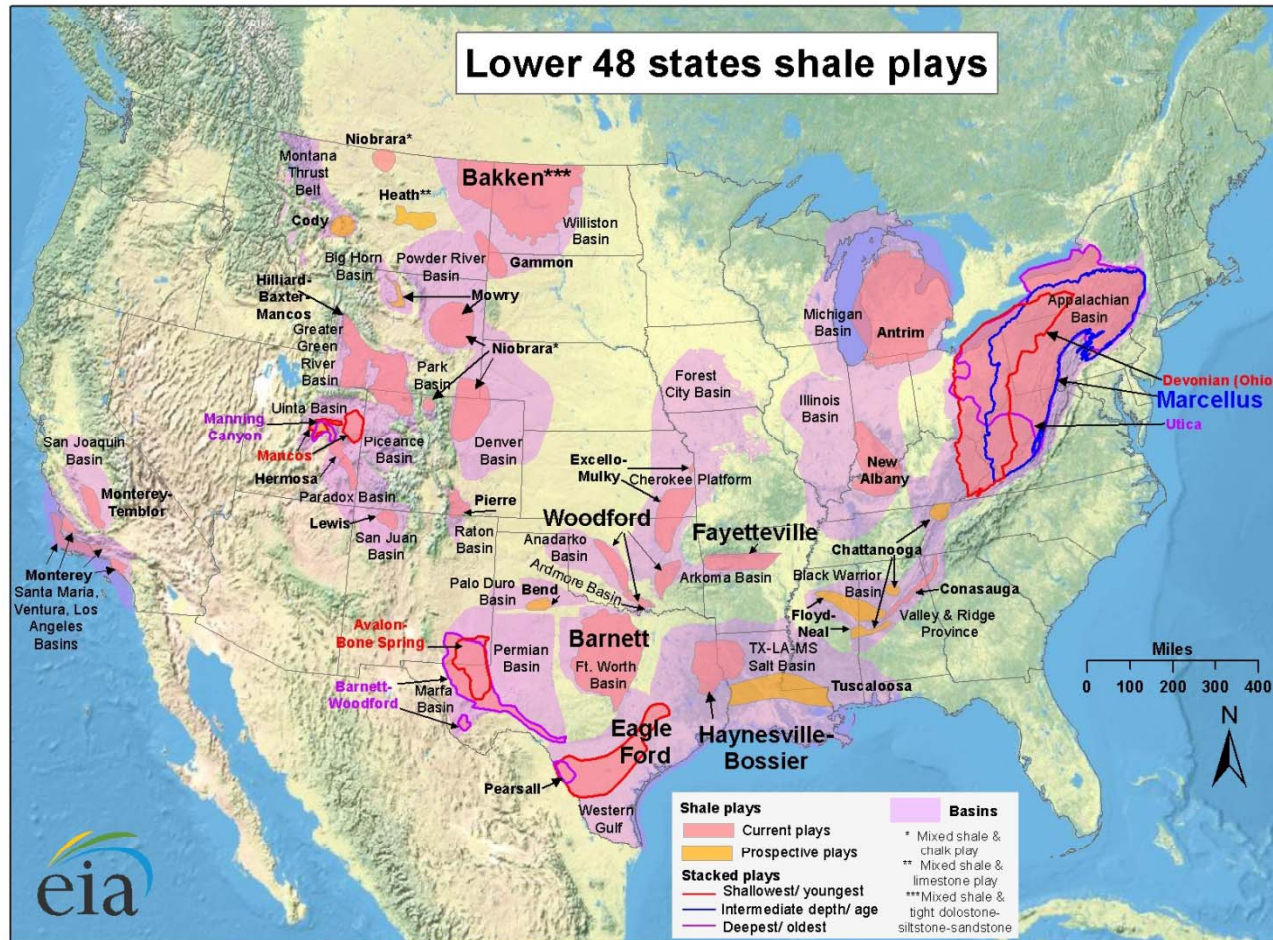 Lower 48 states shale plays
Niobrara*
Montana
Thrust
Belt
Bakken***
Heath**
Cody
Williston
Basin
Big Horn
Basin
Powder River
Basin
Gammon
Hilliard-
Baxter-
Mancos
Mowry
Greater
Green
River
Basin
Niobrara*
Park
Basin
Michigan
Basin
Antrim
Appalachian
Basin
Forest
City Basin
Illinois
Basin
Devonian (Ohio
Marcellus
Utica
Uinta Basin
Manning
Canyon
Mancos
Piceance
Basin
Denver
Basin
San Joaquin
Basin
Hermosa
Paradox Basin
Excello-
Mulky
Cherokee Platform
New
Albany
Monterey-
Temblor
Lewis
San Juan
Basin
Pierre
Raton
Basin
Woodford
Anadarko
Basin
Fayetteville
Arkoma Basin
Ardmore Basin
Chattanooga
Black Warrior
Basin
Conasauga
Monterey
Santa Maria,
Ventura, Los
Angeles
Basins
Palo Duro
Basin
Bend
Floyd-
Neal
Valley & Ridge
Province
Avalon-
Bone Spring
Permian
Basin
Barnett
Ft. Worth
Basin
TX-LA-MS
Salt Basin
Tuscaloosa
Barnett-
Woodford
Marfa
Basin
Eagle
Ford
Haynesville-
Bossier
Pearsall
Western
Gulf
Miles
0 100 200 300 400
N
Shale plays
Current plays
Prospective plays
Stacked plays
Shallowest/ youngest
Intermediate depth/ age
Deepest/ oldest
Basins
* Mixed shale &
chalk play
** Mixed shale &
limestone play
***Mixed shale &
tight dolostone-
siltstone-sandstone
eia